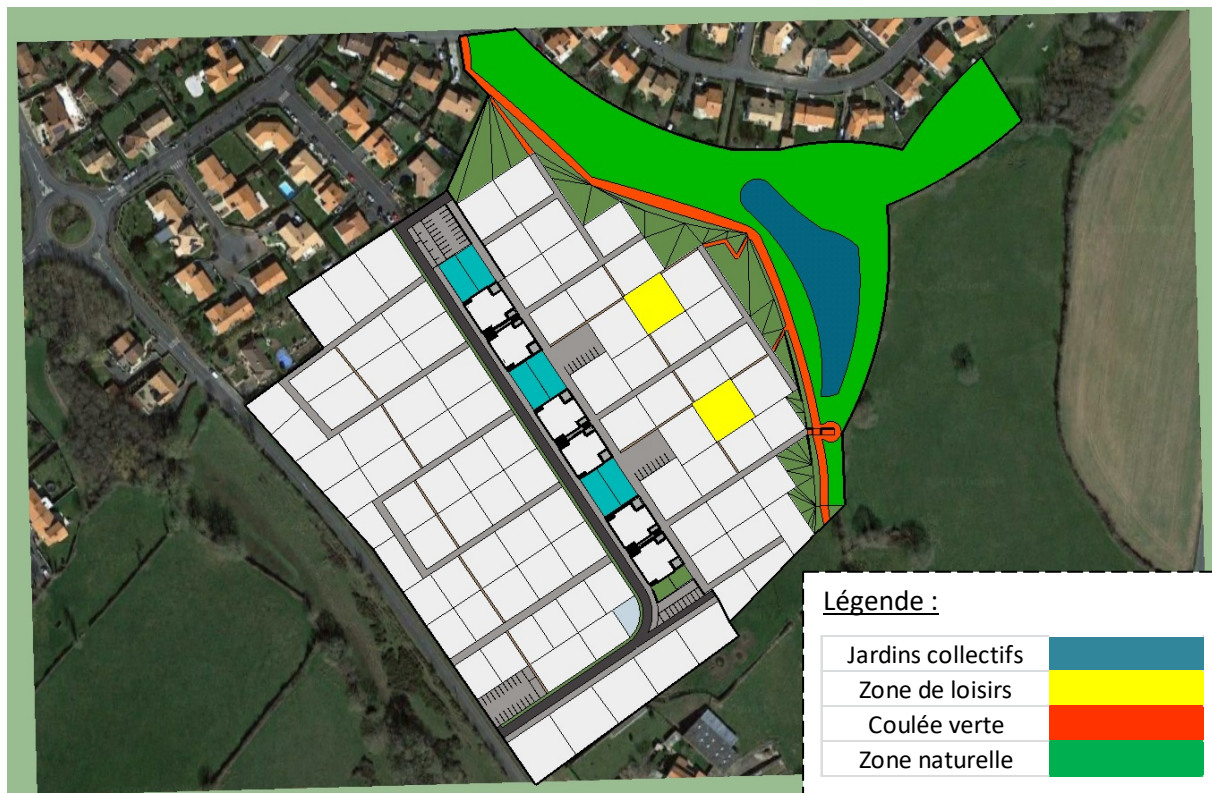 Légende :
Jardins collectifs
Zone de loisirs
Coulée verte
Zone naturelle